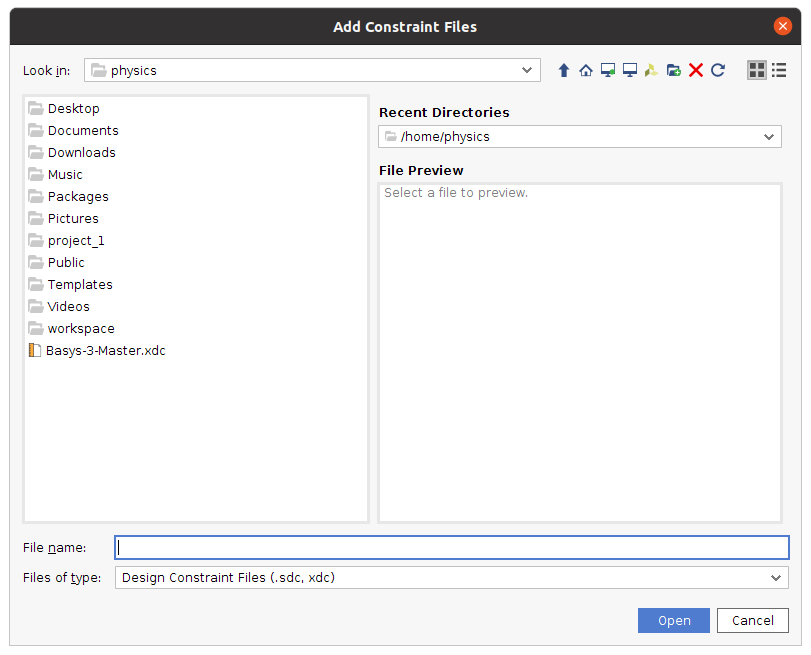 Add Constraint Files
Look in: physics
Desktop
Documents
Downloads
Music
Packages
Pictures
project_1
Public
Templates
Videos
workspace
Basys-3-Master.xdc
Recent Directories
/home/physics
File Preview
Select a file to preview.
File name:
Files of type: Design Constraint Files (.sdc, xdc)
Open Cancel